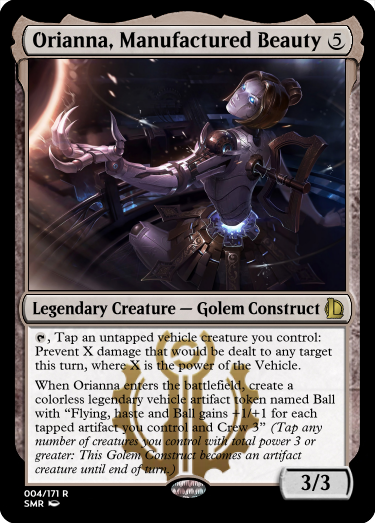 Orianna, Manufactured Beauty 5
Legendary Creature — Golem Construct
, Tap an untapped vehicle creature you control:
Prevent X damage that would be dealt to any target
this turn, where X is the power of the Vehicle.
When Orianna enters the battlefield, create a
colorless legendary vehicle artifact token named Ball
with “Flying, haste and Ball gains +1/+1 for each
tapped artifact you control and Crew 3” (Tap any
number of creatures you control with total power 3 or
greater: This Golem Construct becomes an artifact
creature until end of turn.)
3/3
004/171 R
SMR